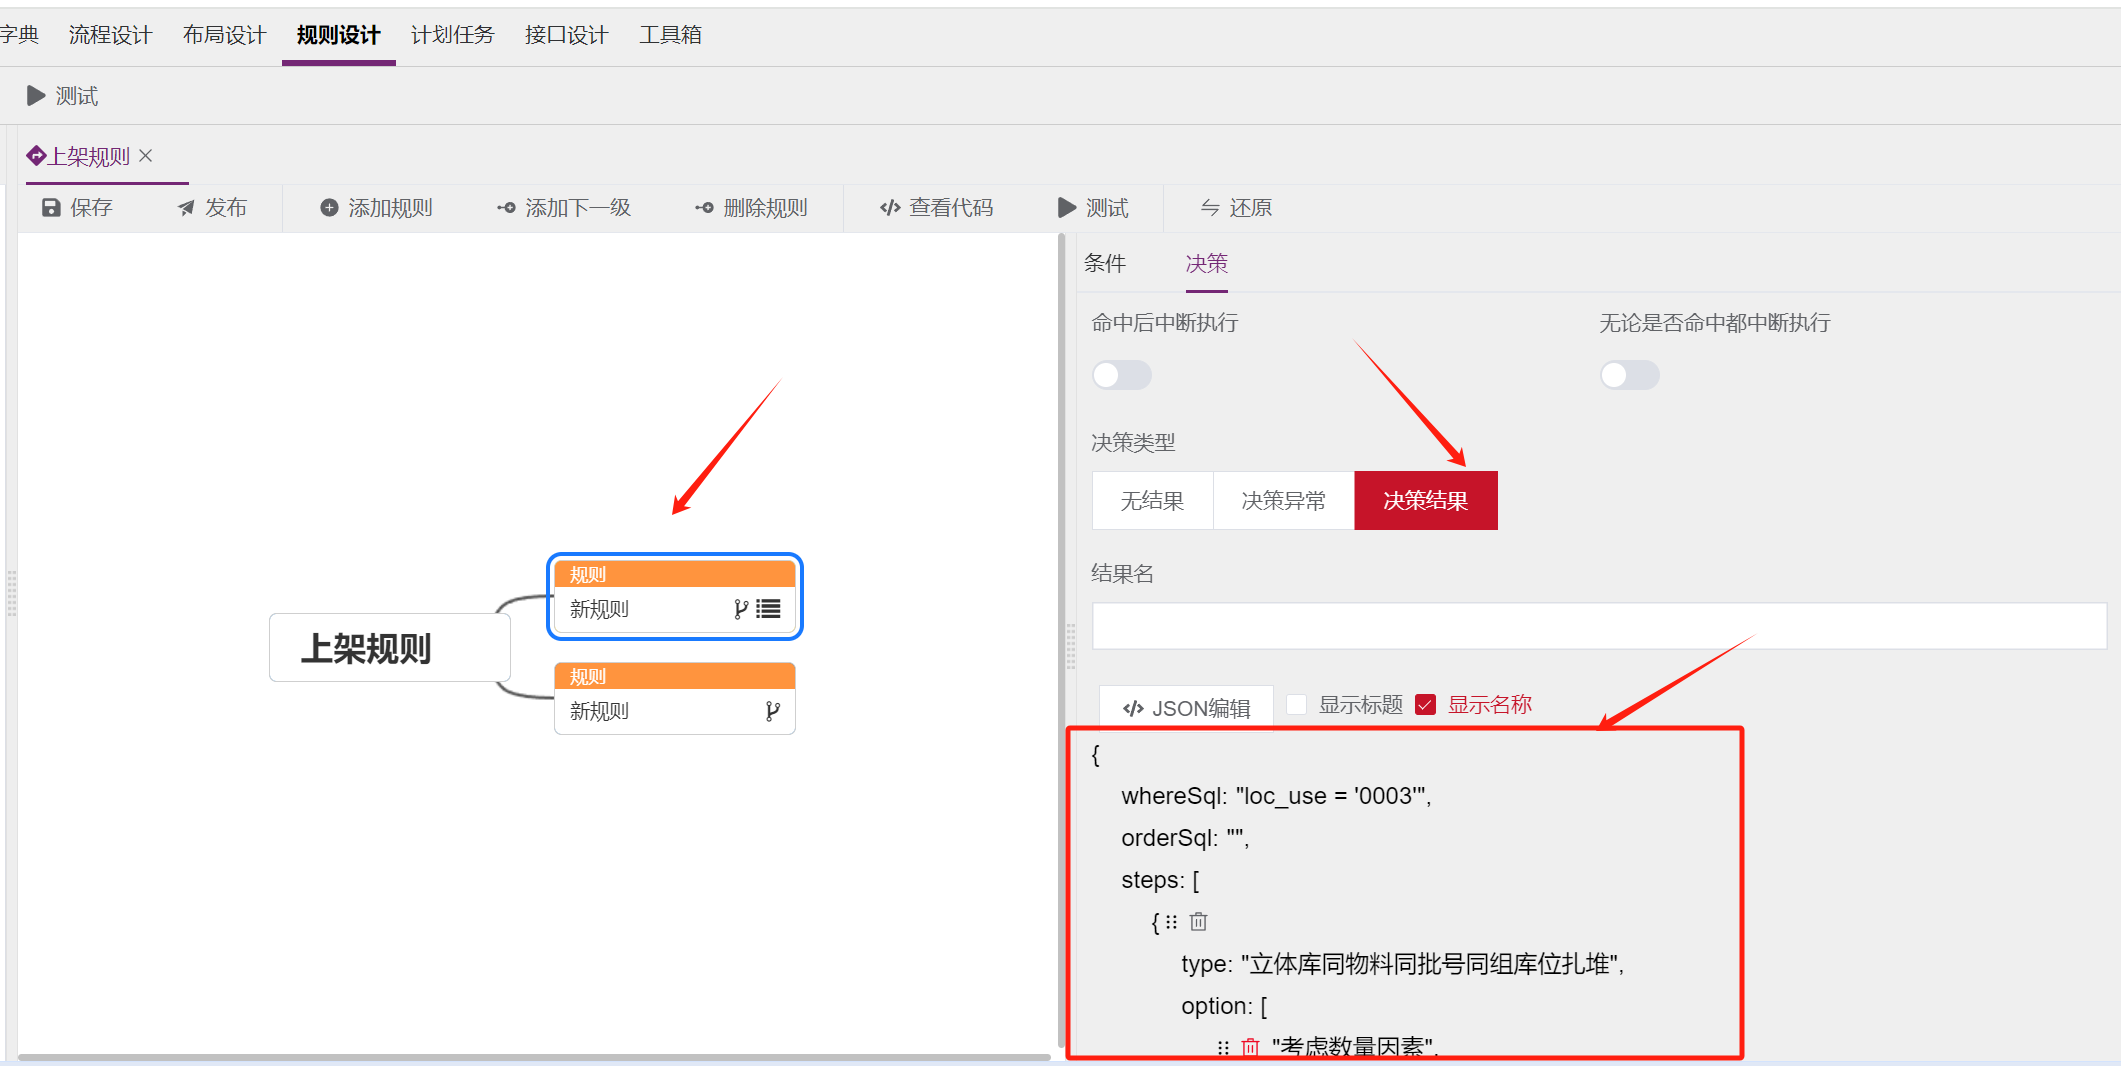 字典 流程设计 布局设计 规则设计 计划任务 接口设计 工具箱
测试
上架规则
保存 发布 添加规则 添加下一级 删除规则 查看代码 测试 还原
条件 决策
命中后中断执行 无论是否命中都中断执行
决策类型
无结果 决策异常 决策结果
结果名
规则
新规则
上架规则
规则
新规则
JSON编辑 显示标题 显示名称
{
whereSql: "loc_use = '0003'",
orderSql: "",
steps: [
{
type: "立体库同物料同批号同组库位扎堆",
option: [
"考虑数量因素",